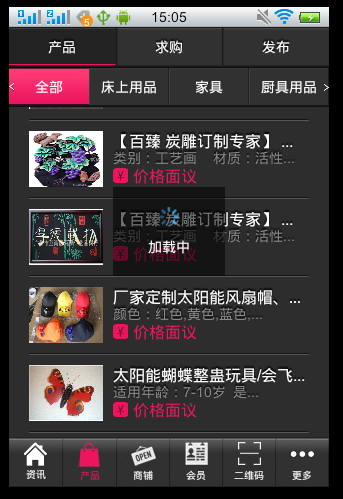 15:05
产品 求购 发布
< 全部 床上用品 家具 厨具用品 >
【百臻 炭雕订制专家】 ...
类别：工艺画 材质：活性...
¥ 价格面议
【百臻 炭雕订制专家】 ...
类别：工艺画 材质：活性...
加载中
¥ 价格面议
厂家定制太阳能风扇帽、...
颜色：红色,黄色,蓝色,...
¥ 价格面议
太阳能蝴蝶整蛊玩具/会飞...
适用年龄：7-10岁 是...
¥ 价格面议
OPEN
资讯 产品 商铺 会员 二维码 更多